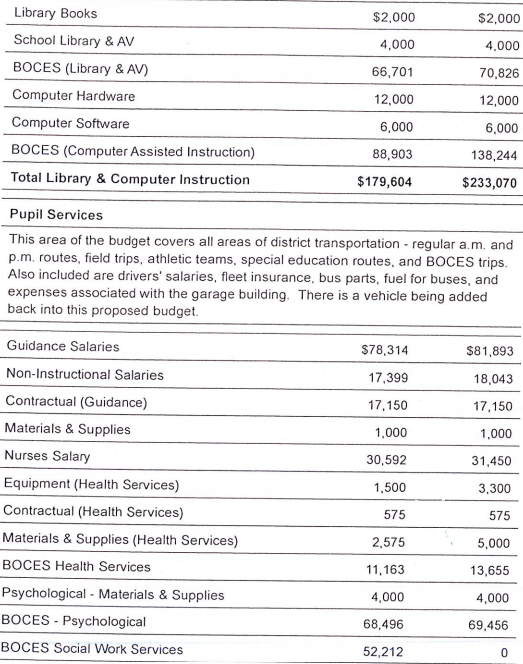 Library Books $2,000 $2,000
School Library & AV 4,000 4,000
BOCES (Library & AV) 66,701 70,826
Computer Hardware 12,000 12,000
Computer Software 6,000 6,000
BOCES (Computer Assisted Instruction) 88,903 138,244
Total Library & Computer Instruction $179,604 $233,070
Pupil Services
This area of the budget covers all areas of district transportation - regular a.m. and
p.m. routes, field trips, athletic teams, special education routes, and BOCES trips.
Also included are drivers' salaries, fleet insurance, bus parts, fuel for buses, and
expenses associated with the garage building. There is a vehicle being added
back into this proposed budget.
Guidance Salaries $78,314 $81,893
Non-Instructional Salaries 17,399 18,043
Contractual (Guidance) 17,150 17,150
Materials & Supplies 1,000 1,000
Nurses Salary 30,592 31,450
Equipment (Health Services) 1,500 3,300
Contractual (Health Services) 575 575
Materials & Supplies (Health Services) 2,575 5,000
BOCES Health Services 11,163 13,655
Psychological - Materials & Supplies 4,000 4,000
BOCES - Psychological 68,496 69,456
BOCES Social Work Services 52,212 0